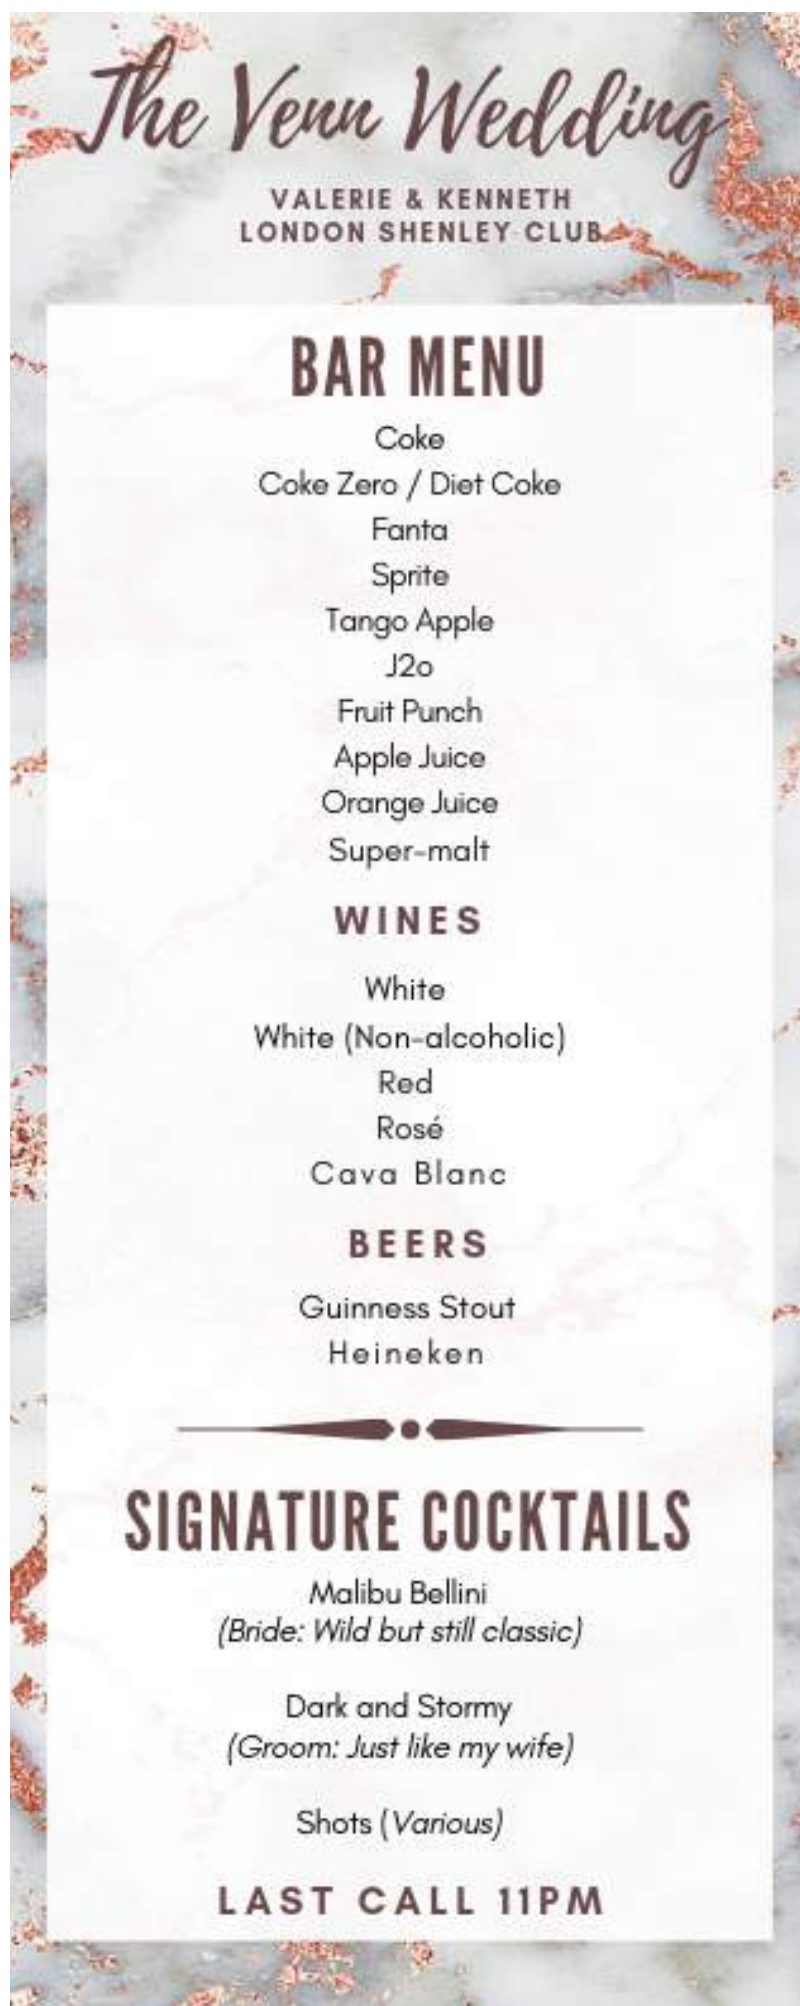 The Venn Wedding
VALERIE & KENNETH
LONDON SHENLEY CLUB
BAR MENU
Coke
Coke Zero / Diet Coke
Fanta
Sprite
Tango Apple
J2o
Fruit Punch
Apple Juice
Orange Juice
Super-malt
WINES
White
White (Non-alcoholic)
Red
Rosé
Cava Blanc
BEERS
Guinness Stout
Heineken
SIGNATURE COCKTAILS
Malibu Bellini
(Bride: Wild but still classic)
Dark and Stormy
(Groom: Just like my wife)
Shots (Various)
LAST CALL 11PM